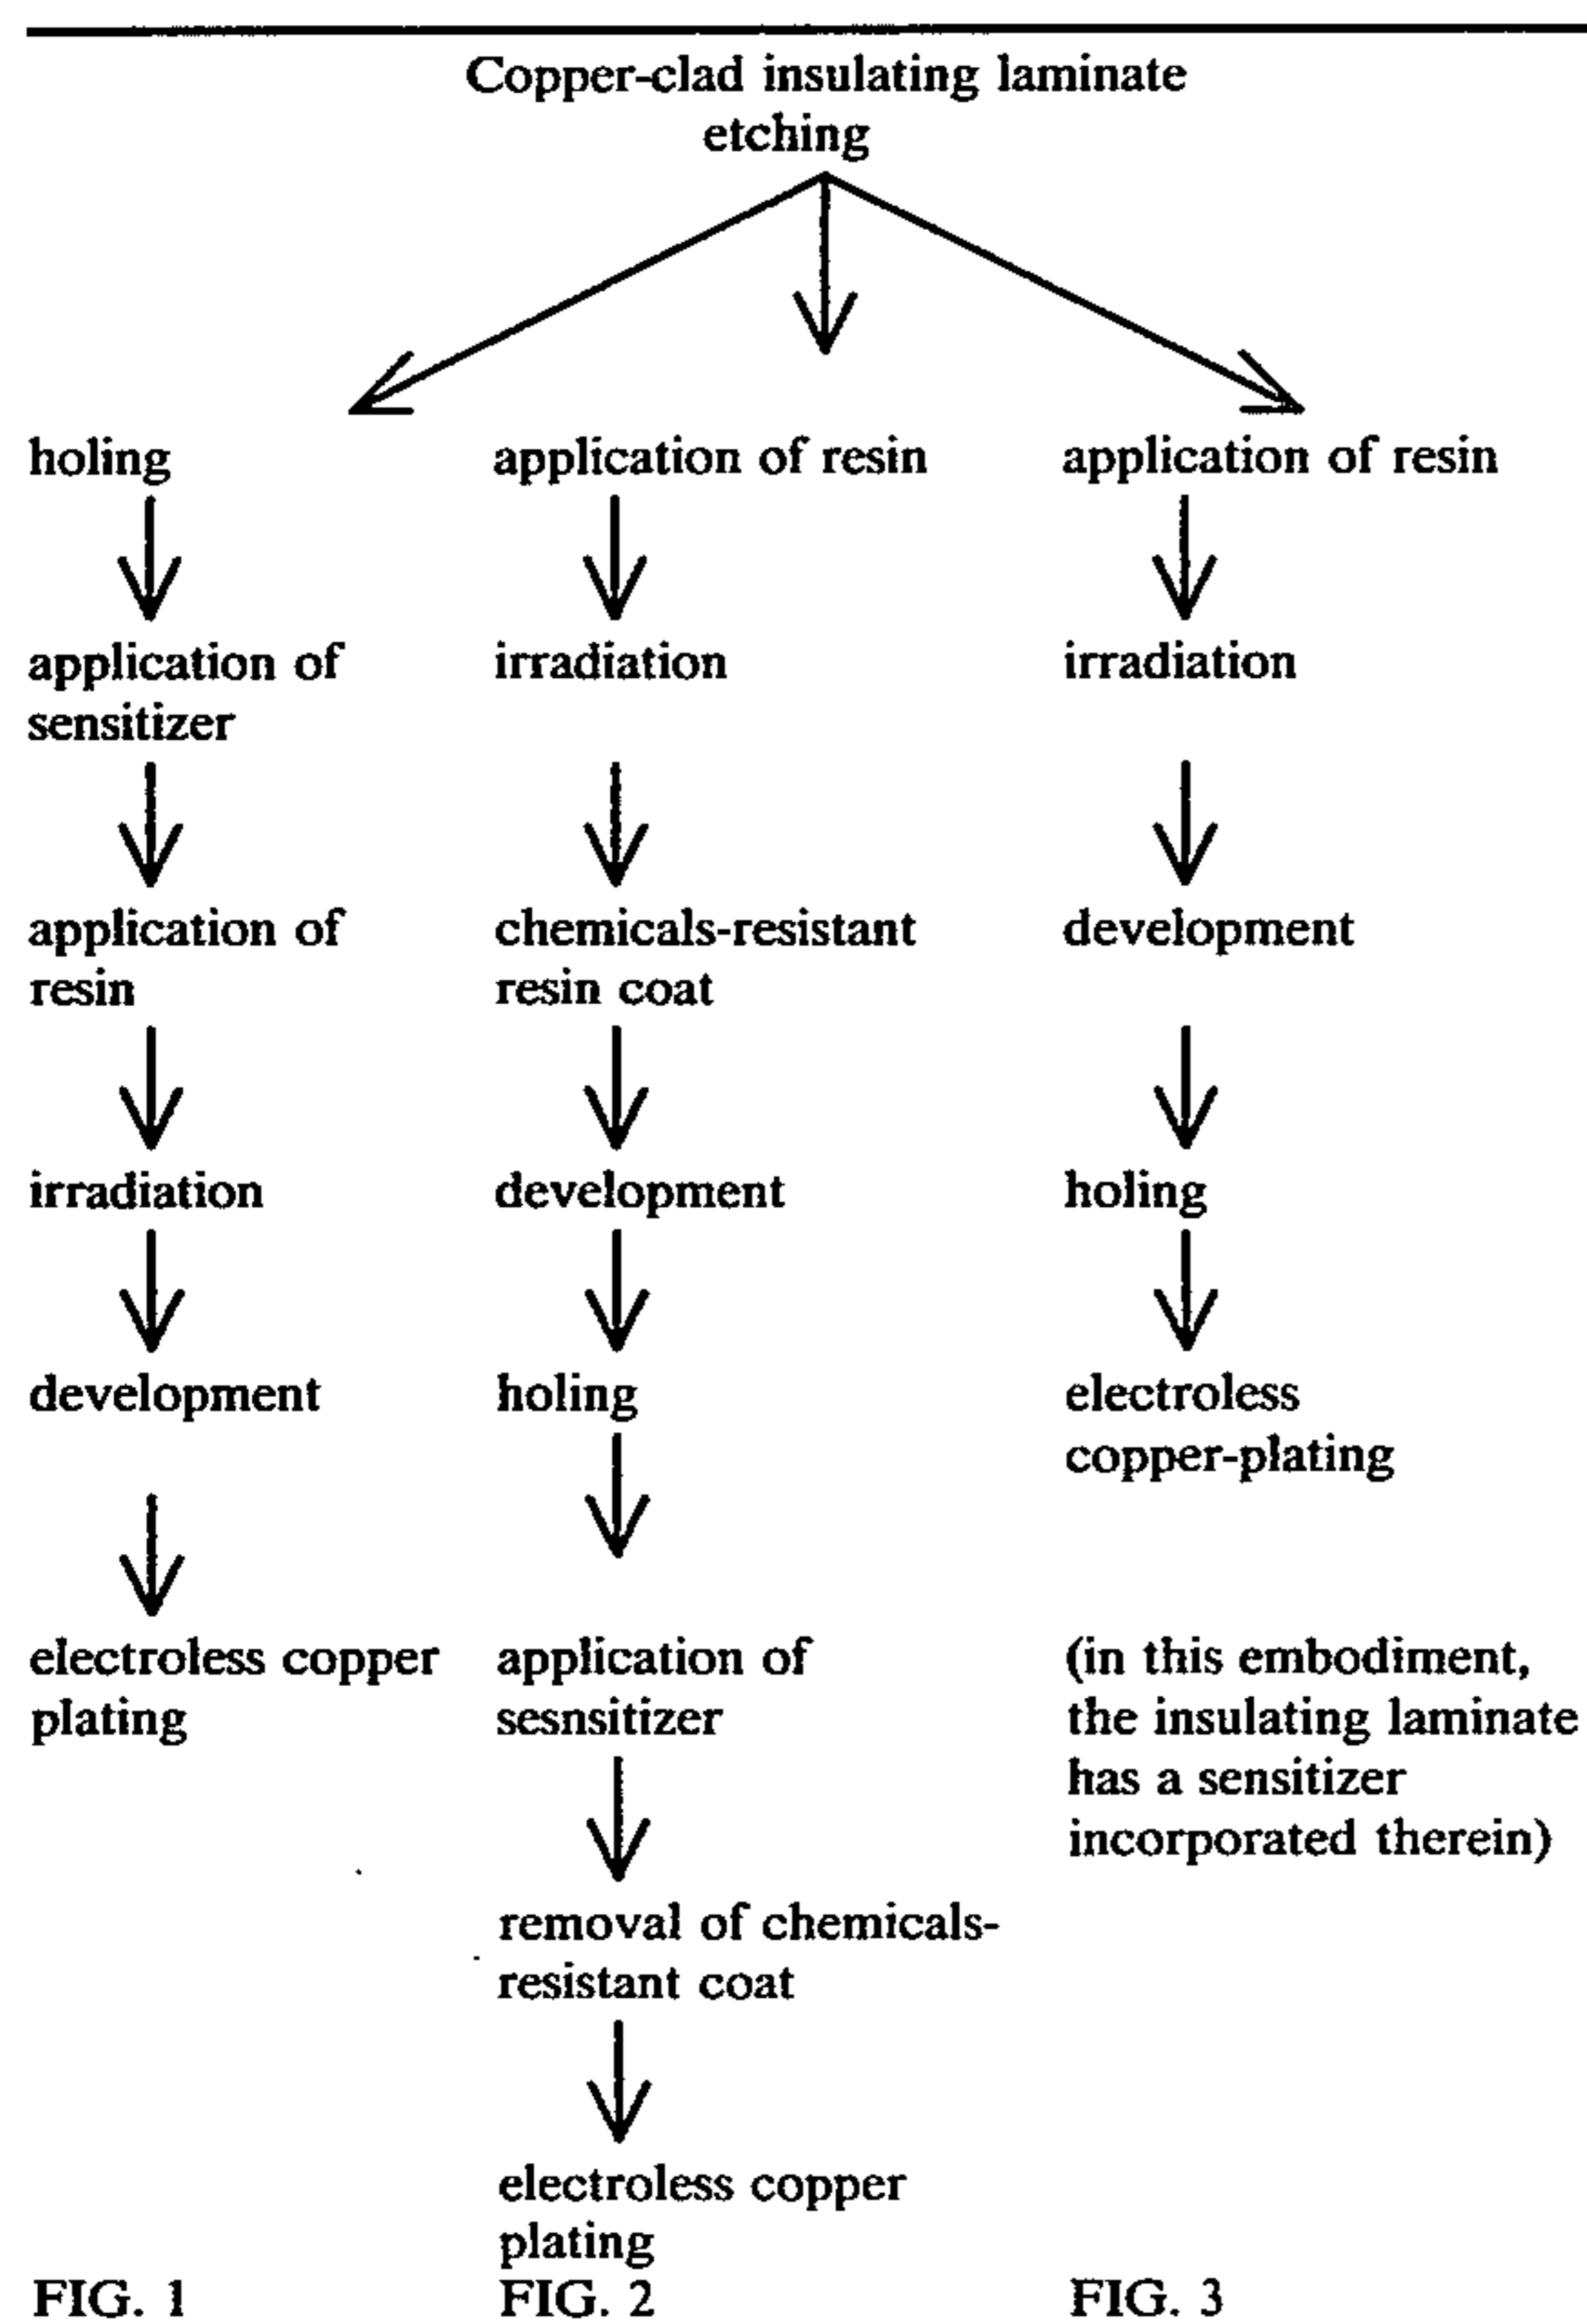 Copper-clad insulating laminate
etching
holing
application of
sensitizer
application of
resin
irradiation
development
electroless copper
plating
FIG. 1
application of resin
irradiation
chemicals-resistant
resin coat
development
holing
application of
sesnsitizer
removal of chemicals-
resistant coat
electroless copper
plating
FIG. 2
application of resin
irradiation
development
holing
electroless
copper-plating
(in this embodiment,
the insulating laminate
has a sensitizer
incorporated therein)
FIG. 3